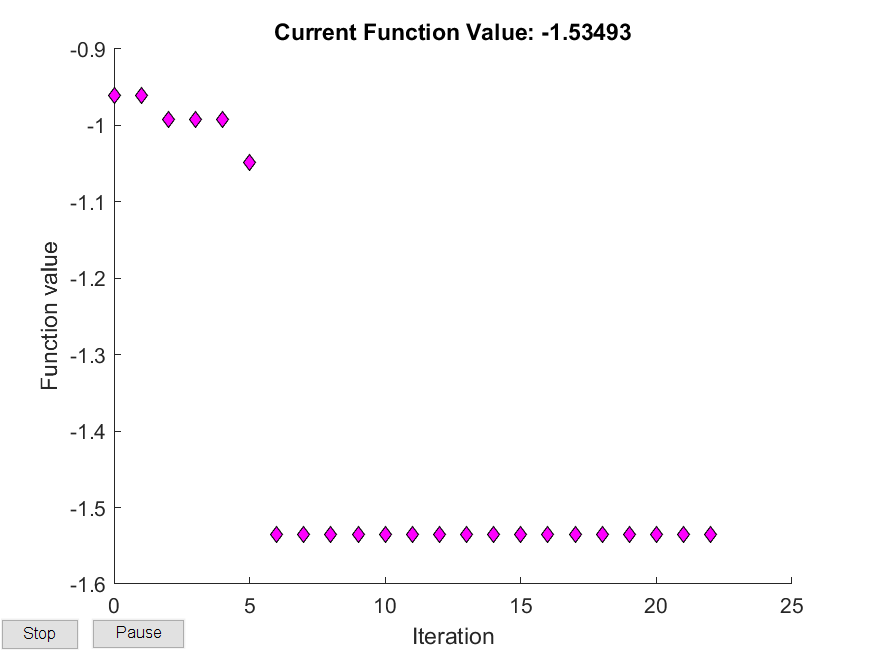 Current Function Value: -1.53493
-0.9
-1
-1.1
-1.2
-1.3
-1.4
-1.5
-1.6
Function value
0 5 10 15 20 25
Iteration
Stop Pause